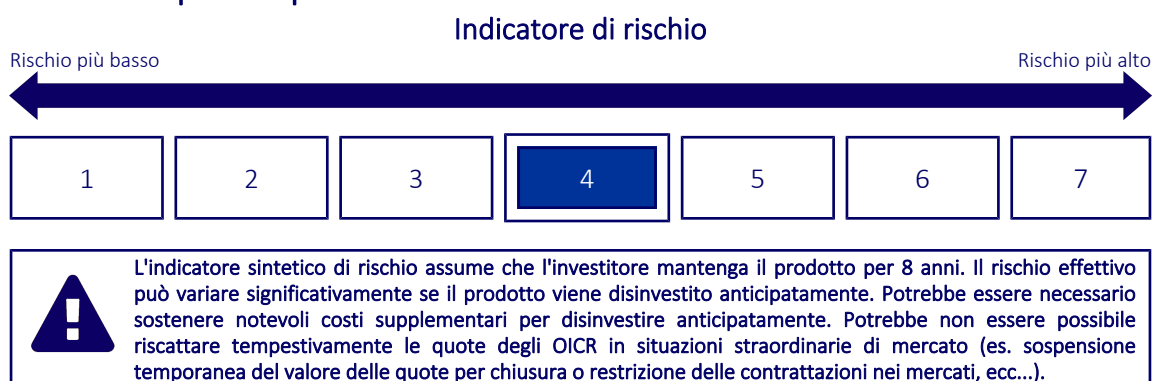 Indicatore di rischio
Rischio più basso
Rischio più alto
1
2
3
4
5
6
7
L'indicatore sintetico di rischio assume che l'investitore mantenga il prodotto per 8 anni. Il rischio effettivo
può variare significativamente se il prodotto viene disinvestito anticipatamente. Potrebbe essere necessario
sostenere notevoli costi supplementari per disinvestire anticipatamente. Potrebbe non essere possibile
riscattare tempestivamente le quote degli OICR in situazioni straordinarie di mercato (es. sospensione
temporanea del valore delle quote per chiusura o restrizione delle contrattazioni nei mercati, ecc...).